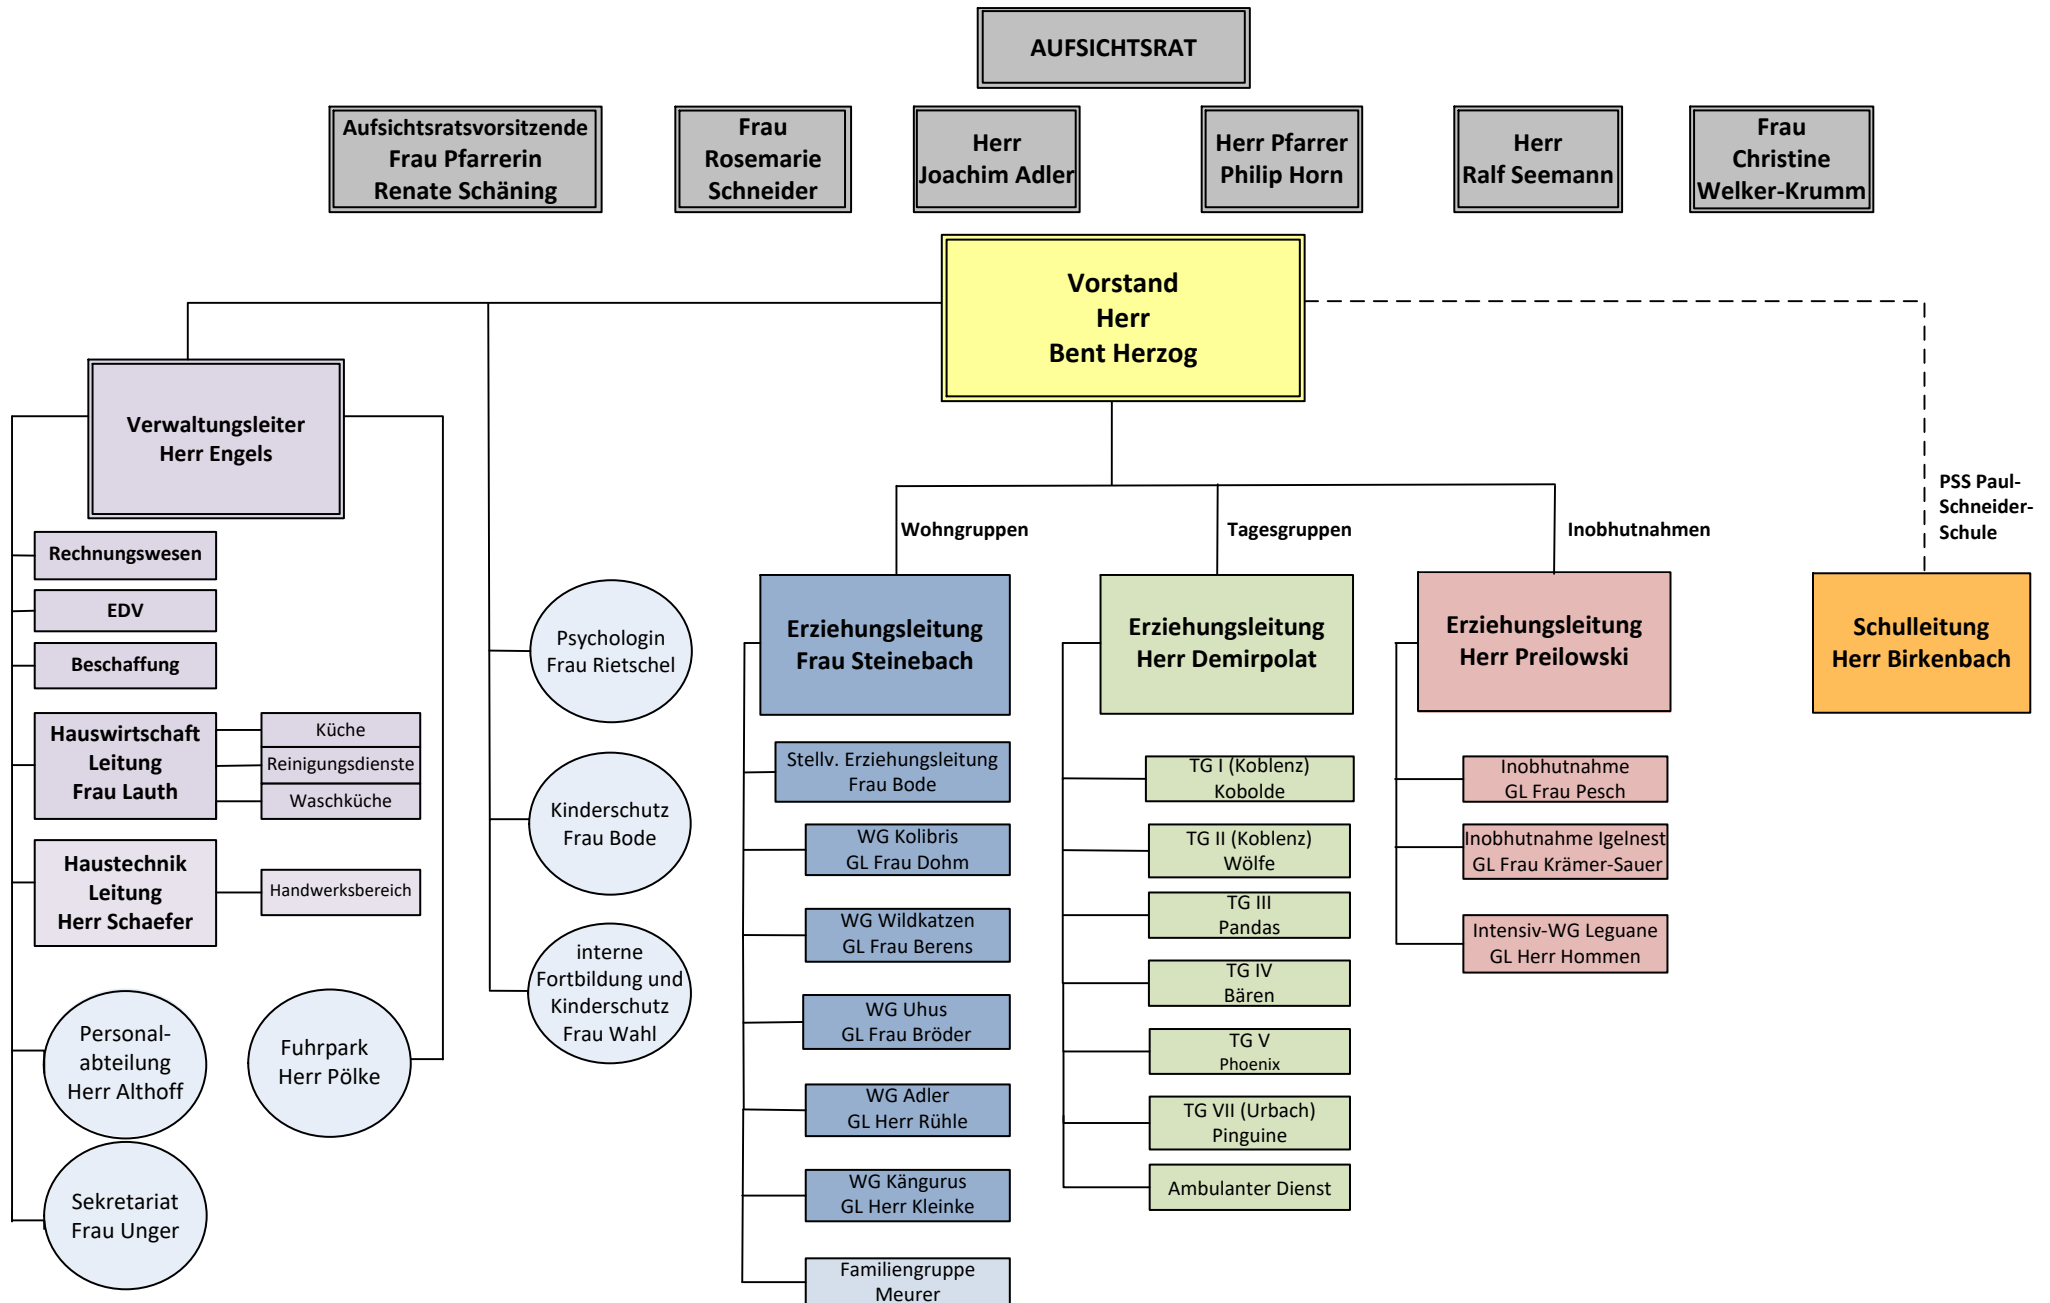 AUFSICHTSRAT
Aufsichtsratsvorsitzende
Frau Pfarrerin
Renate Schäning
Frau
Rosemarie
Schneider
Herr
Joachim Adler
Herr Pfarrer
Philip Horn
Herr
Ralf Seemann
Frau
Christine
Welker-Krumm
Vorstand
Herr
Bent Herzog
Verwaltungsleiter
Herr Engels
Rechnungswesen
EDV
Beschaffung
Hauswirtschaft
Leitung
Frau Lauth
Küche
Reinigungsdienste
Waschküche
Haustechnik
Leitung
Herr Schaefer
Handwerksbereich
Personal-
abteilung
Herr Althoff
Fuhrpark
Herr Pölke
Sekretariat
Frau Unger
Psychologin
Frau Rietschel
Kinderschutz
Frau Bode
interne
Fortbildung und
Kinderschutz
Frau Wahl
Wohngruppen
Erziehungsleitung
Frau Steinebach
Stellv. Erziehungsleitung
Frau Bode
WG Kolibris
GL Frau Dohm
WG Wildkatzen
GL Frau Berens
WG Uhus
GL Frau Bröder
WG Adler
GL Herr Rühle
WG Kängurus
GL Herr Kleinke
Familiengruppe
Meurer
Tagesgruppen
Erziehungsleitung
Herr Demirpolat
TG I (Koblenz)
Kobolde
TG II (Koblenz)
Wölfe
TG III
Pandas
TG IV
Bären
TG V
Phoenix
TG VII (Urbach)
Pinguine
Ambulanter Dienst
Inobhutnahmen
Erziehungsleitung
Herr Preilowski
Inobhutnahme
GL Frau Pesch
Inobhutnahme Igelnest
GL Frau Krämer-Sauer
Intensiv-WG Leguane
GL Herr Hommen
PSS Paul-
Schneider-
Schule
Schulleitung
Herr Birkenbach